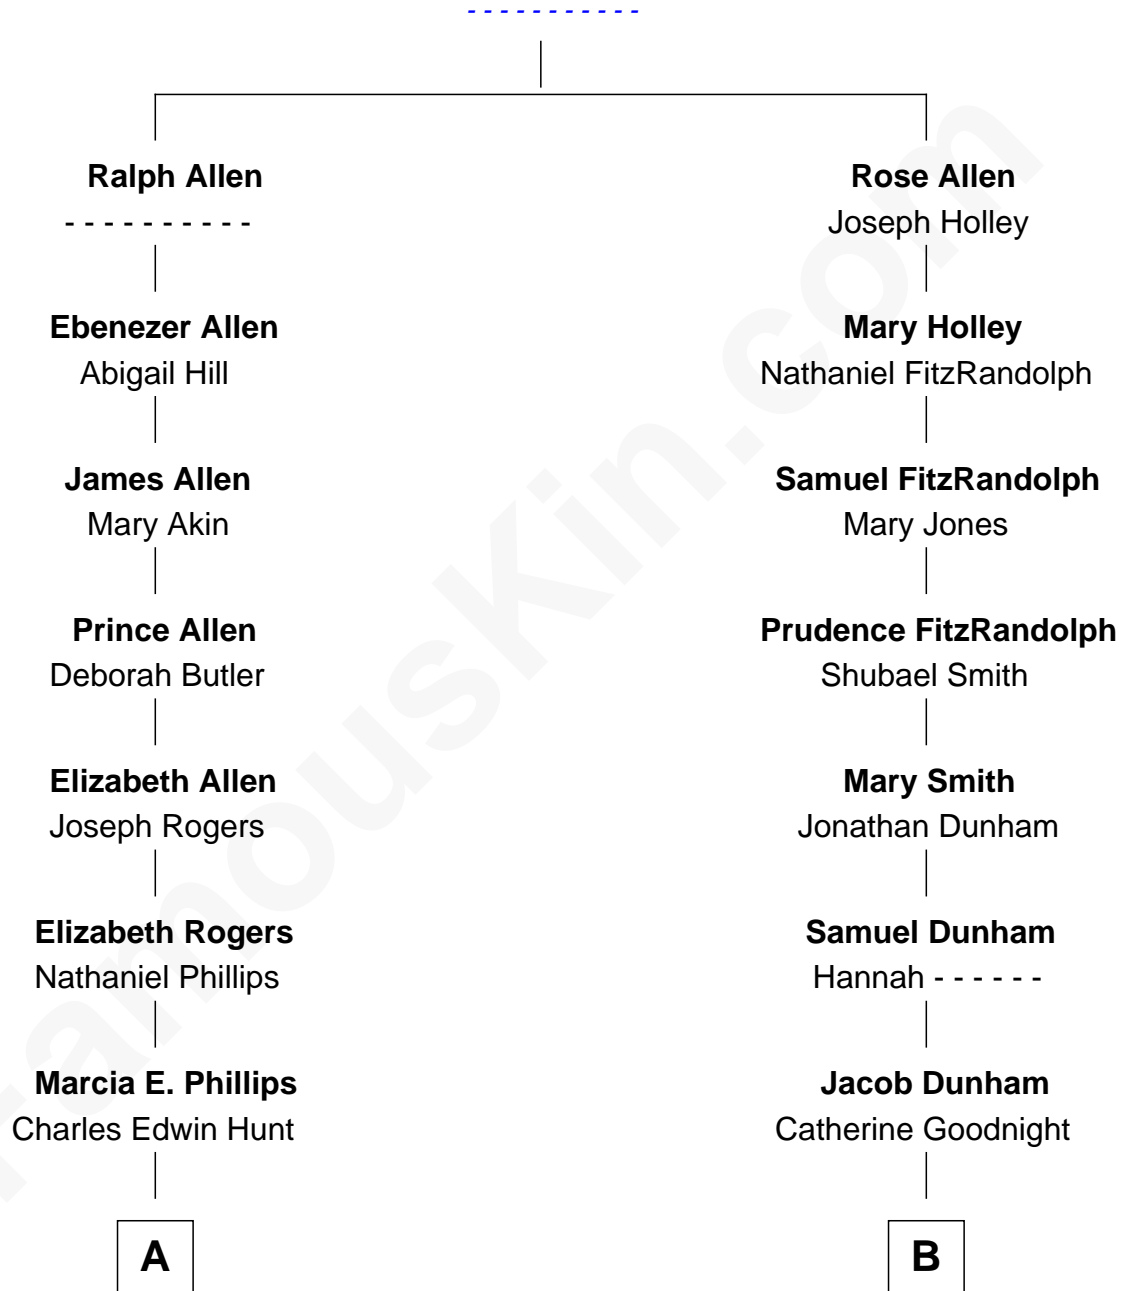 - - - - - - - - - - -
Ralph Allen
- - - - - - - - - -
Ebenezer Allen
Abigail Hill
James Allen
Mary Akin
Prince Allen
Deborah Butler
Elizabeth Allen
Joseph Rogers
Elizabeth Rogers
Nathaniel Phillips
Marcia E. Phillips
Charles Edwin Hunt
A
Rose Allen
Joseph Holley
Mary Holley
Nathaniel FitzRandolph
Samuel FitzRandolph
Mary Jones
Prudence FitzRandolph
Shubael Smith
Mary Smith
Jonathan Dunham
Samuel Dunham
Hannah - - - - - -
Jacob Dunham
Catherine Goodnight
B
FamousKin.com